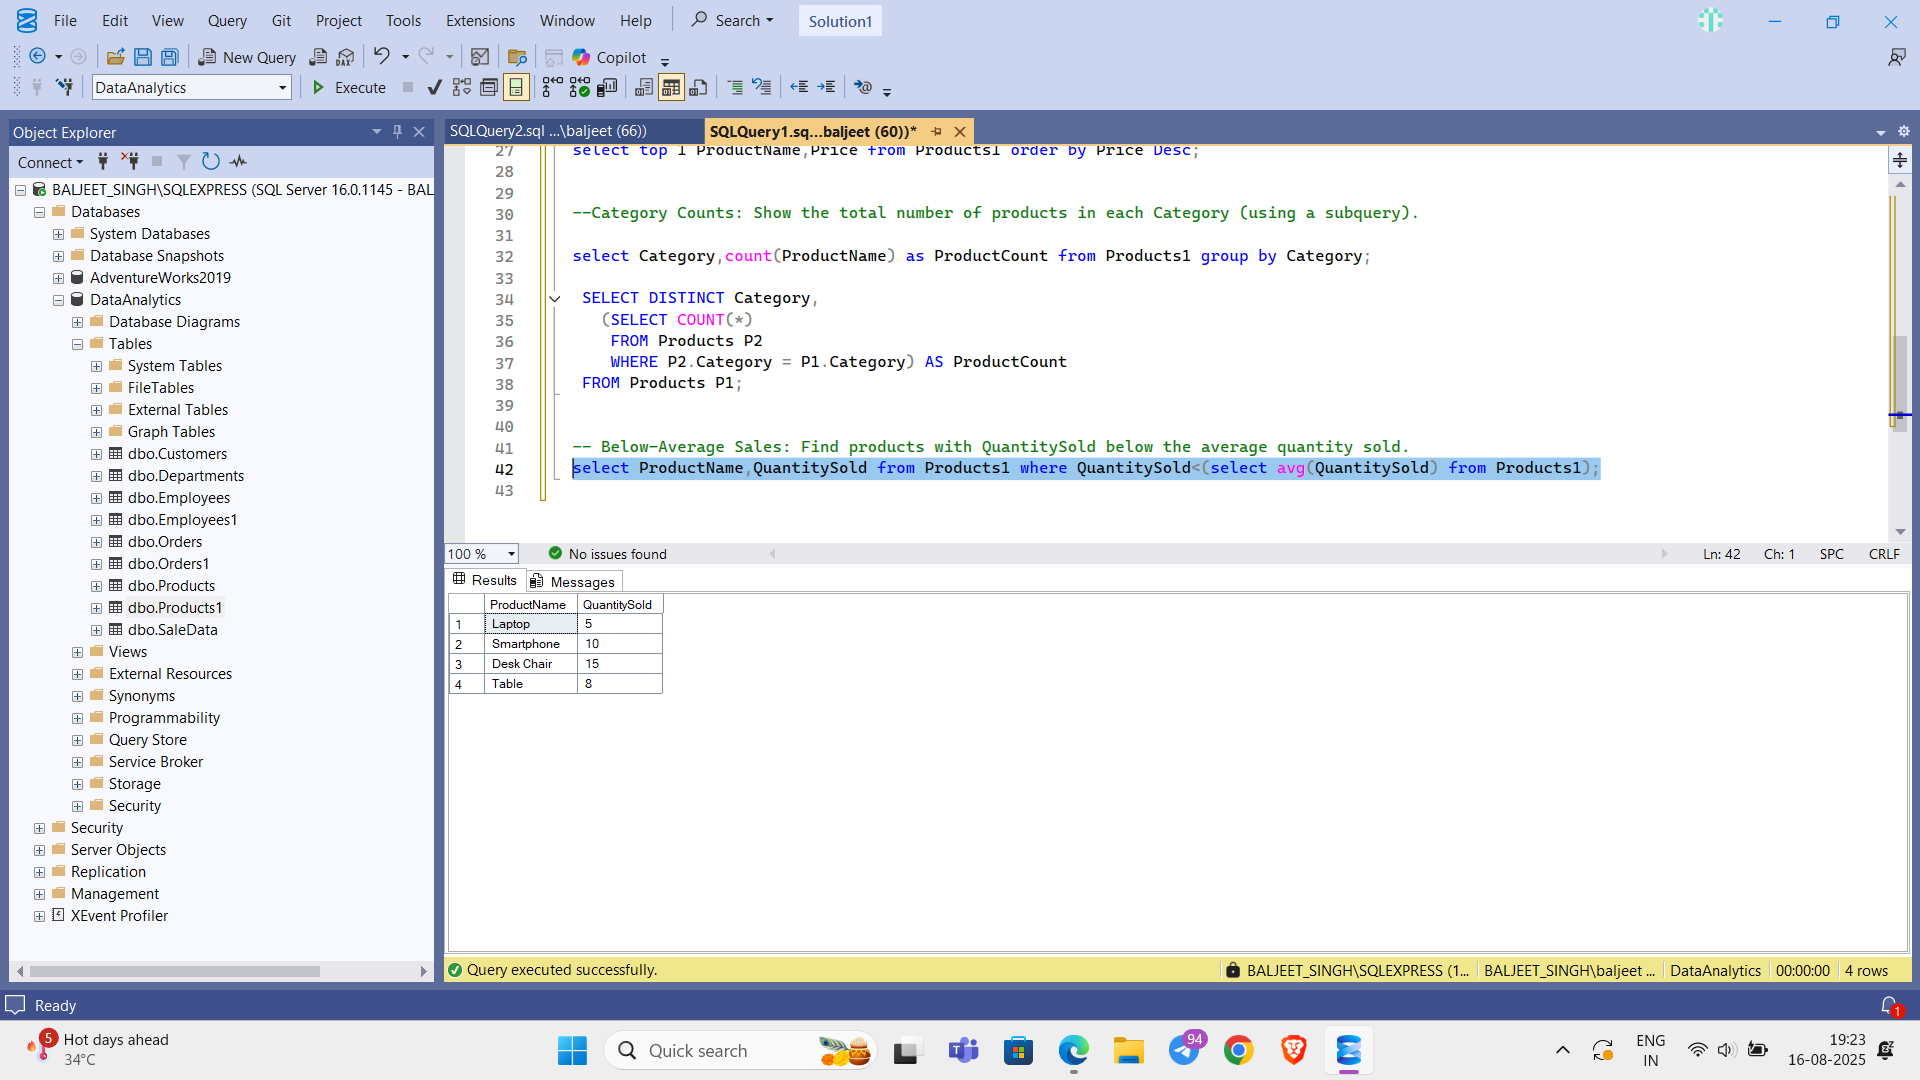 File Edit View Query Git Project Tools Extensions Window Help Search Solution1
New Query DAX Copilot
DataAnalytics Execute
Object Explorer
Connect
BALJEET_SINGH\SQLEXPRESS (SQL Server 16.0.1145 - BAL
Databases
System Databases
Database Snapshots
AdventureWorks2019
DataAnalytics
Database Diagrams
Tables
System Tables
FileTables
External Tables
Graph Tables
dbo.Customers
dbo.Departments
dbo.Employees
dbo.Employees1
dbo.Orders
dbo.Orders1
dbo.Products
dbo.Products1
dbo.SaleData
Views
External Resources
Synonyms
Programmability
Query Store
Service Broker
Storage
Security
Security
Server Objects
Replication
Management
XEvent Profiler
SQLQuery2.sql ...\baljeet (66)) SQLQuery1.sq...baljeet (60))*
27 select top 1 ProductName,Price from Products1 order by Price Desc;
28
29
30 --Category Counts: Show the total number of products in each Category (using a subquery).
31
32 select Category,count(ProductName) as ProductCount from Products1 group by Category;
33
34 SELECT DISTINCT Category,
35 (SELECT COUNT(*)
36 FROM Products P2
37 WHERE P2.Category = P1.Category) AS ProductCount
38 FROM Products P1;
39
40
41 -- Below-Average Sales: Find products with QuantitySold below the average quantity sold.
42 select ProductName,QuantitySold from Products1 where QuantitySold<(select avg(QuantitySold) from Products1);
43
100 % No issues found Ln: 42 Ch: 1 SPC CRLF
Results Messages
ProductName QuantitySold
1 Laptop 5
2 Smartphone 10
3 Desk Chair 15
4 Table 8
Query executed successfully. BALJEET_SINGH\SQLEXPRESS (1... BALJEET_SINGH\baljeet ... DataAnalytics 00:00:00 4 rows
Ready 1
5 Hot days ahead
34°C
Quick search
94
ENG
IN
19:23
16-08-2025